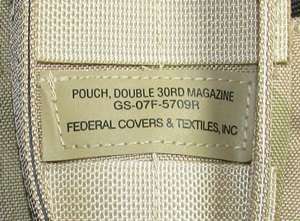 POUCH, DOUBLE 30RD MAGAZINE
GS-07F-5709R
FEDERAL COVERS & TEXTILES, INC